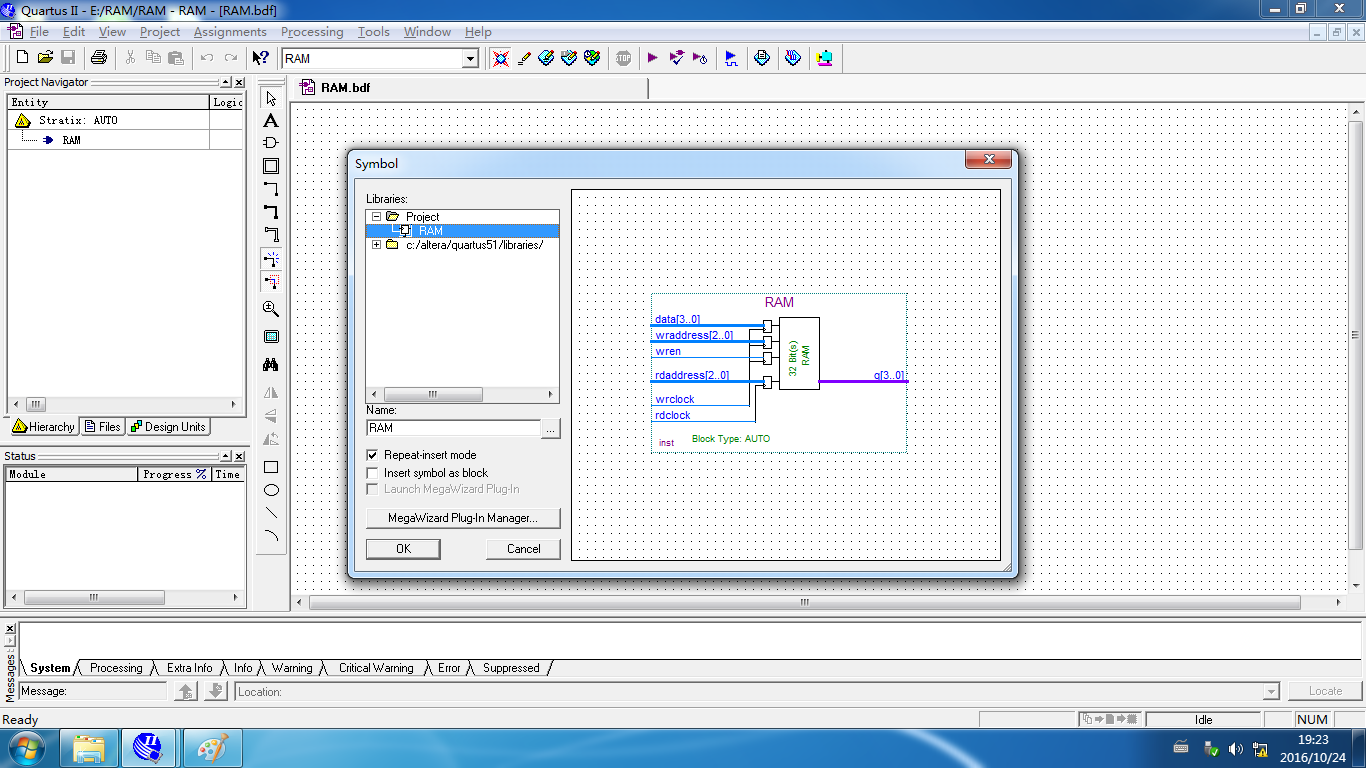 Quartus II - E:/RAM/RAM - RAM - [RAM.bdf]
File Edit View Project Assignments Processing Tools Window Help
RAM
STOP
Project Navigator
Entity Logic
Stratix: AUTO
RAM
Hierarchy Files Design Units
Status
Module Progress % Time
RAM.bdf
Symbol
Libraries:
Project
RAM
c:/altera/quartus51/libraries/
Name:
RAM
...
Repeat-insert mode
Insert symbol as block
Launch MegaWizard Plug-In
MegaWizard Plug-In Manager...
OK Cancel
RAM
data[3..0]
wraddress[2..0]
wren
rdaddress[2..0]
wrclock
rdclock
32 Bit(s)
RAM
q[3..0]
inst
Block Type: AUTO
Messages
System Processing Extra Info Info Warning Critical Warning Error Suppressed
Message: Location: Locate
Ready Idle NUM
19:23
2016/10/24